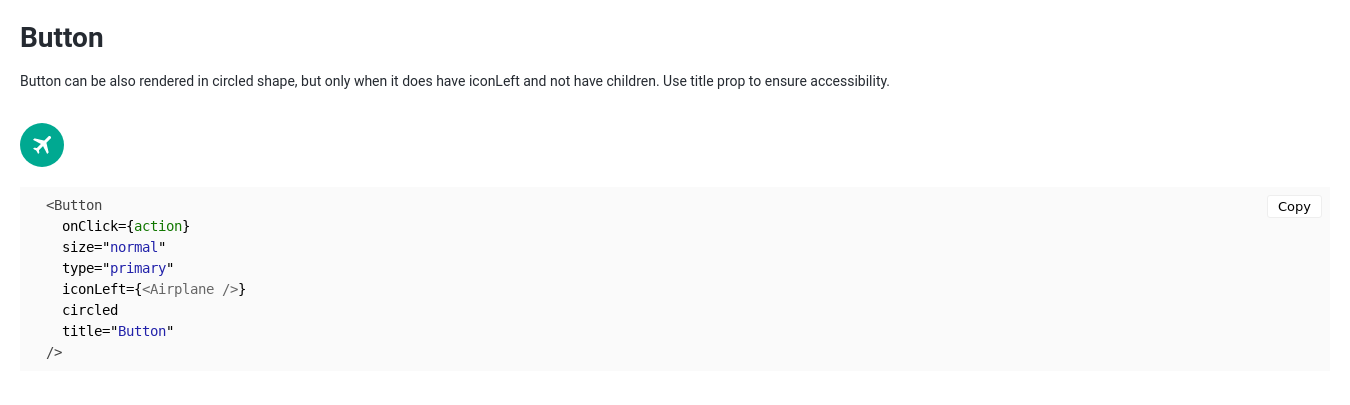 Button
Button can be also rendered in circled shape, but only when it does have iconLeft and not have children. Use title prop to ensure accessibility.
<Button
Copy
onClick={action}
size="normal"
type="primary"
iconLeft={<Airplane />}
circled
title="Button"
/>